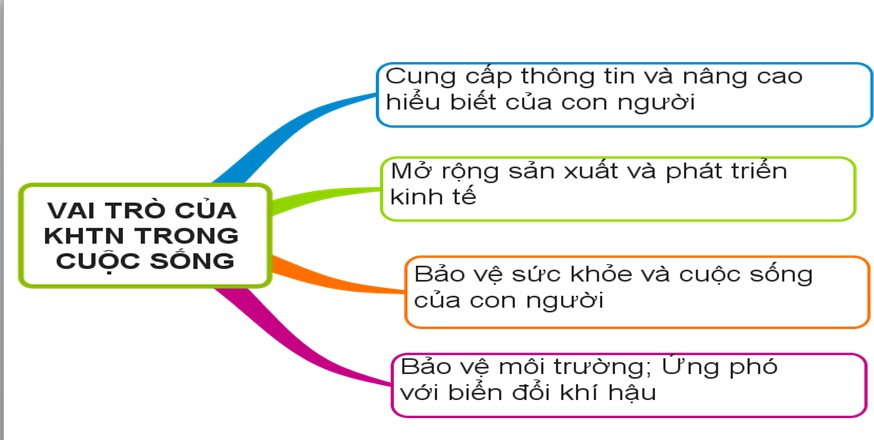 VAI TRÒ CỦA
KHTN TRONG
CUỘC SỐNG
Cung cấp thông tin và nâng cao
hiểu biết của con người
Mở rộng sản xuất và phát triển
kinh tế
Bảo vệ sức khỏe và cuộc sống
của con người
Bảo vệ môi trường; Ứng phó
với biển đổi khí hậu